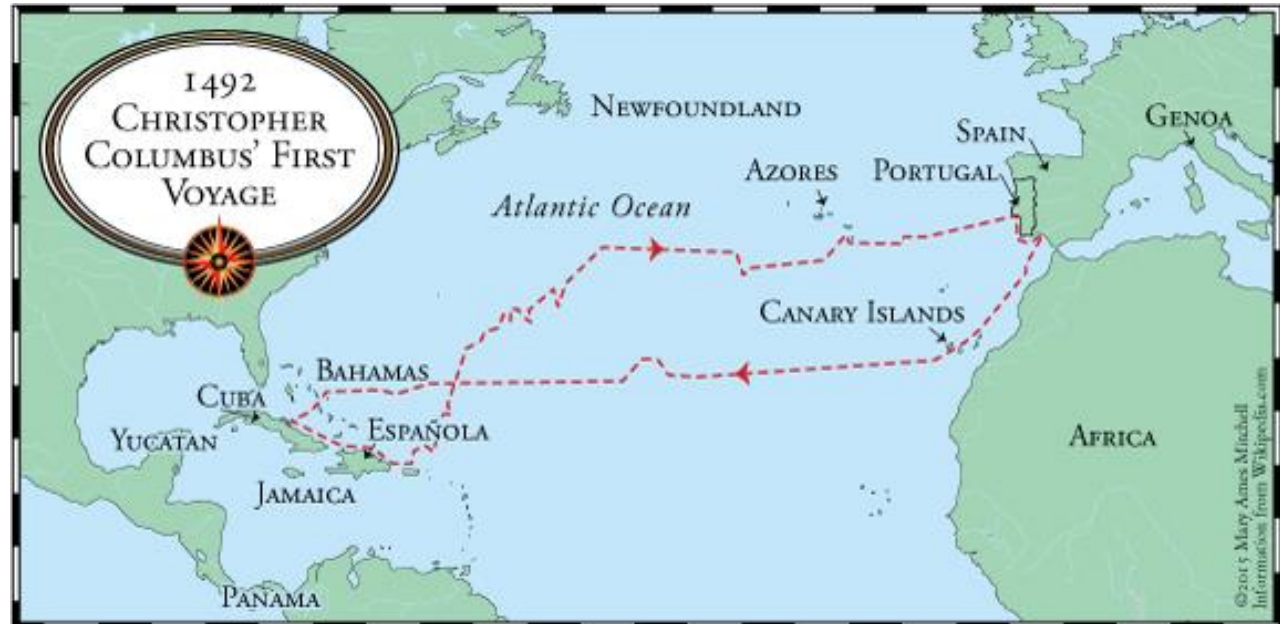 1492
Christopher
Columbus' First
Voyage
Newfoundland
Genoa
Spain
Azores
Portugal
Atlantic Ocean
Canary Islands
Bahamas
Cuba
Española
Yucatan
Africa
Jamaica
Panama
©2015 Mary Ames Mitchell
Information from Wikipedia.com